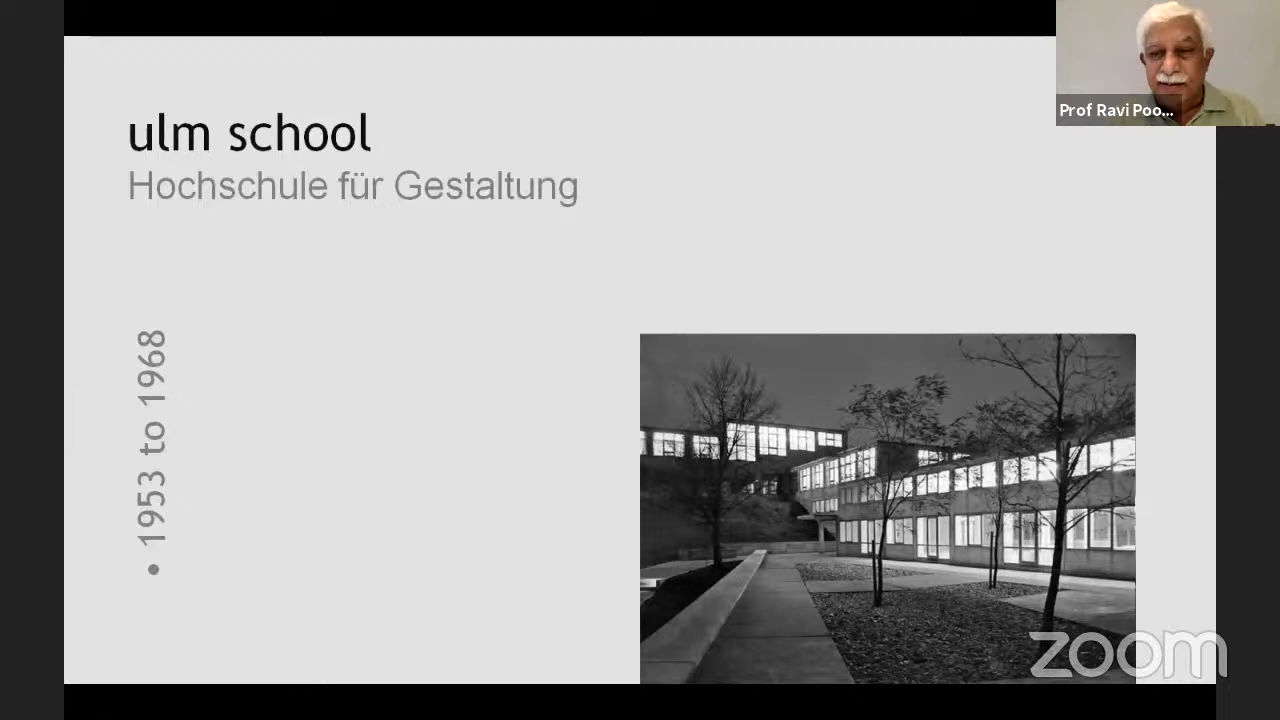 ulm school
Hochschule für Gestaltung
• 1953 to 1968
Prof Ravi Poo...
zoom